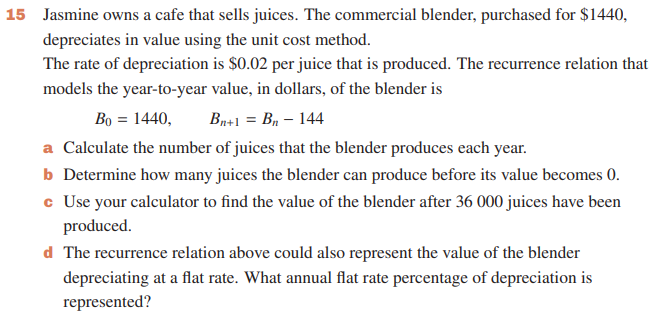 15 Jasmine owns a cafe that sells juices. The commercial blender, purchased for $1440,
depreciates in value using the unit cost method.
The rate of depreciation is $0.02 per juice that is produced. The recurrence relation that
models the year-to-year value, in dollars, of the blender is
B₀ = 1440, Bₙ₊₁ = Bₙ − 144
a Calculate the number of juices that the blender produces each year.
b Determine how many juices the blender can produce before its value becomes 0.
c Use your calculator to find the value of the blender after 36 000 juices have been
produced.
d The recurrence relation above could also represent the value of the blender
depreciating at a flat rate. What annual flat rate percentage of depreciation is
represented?